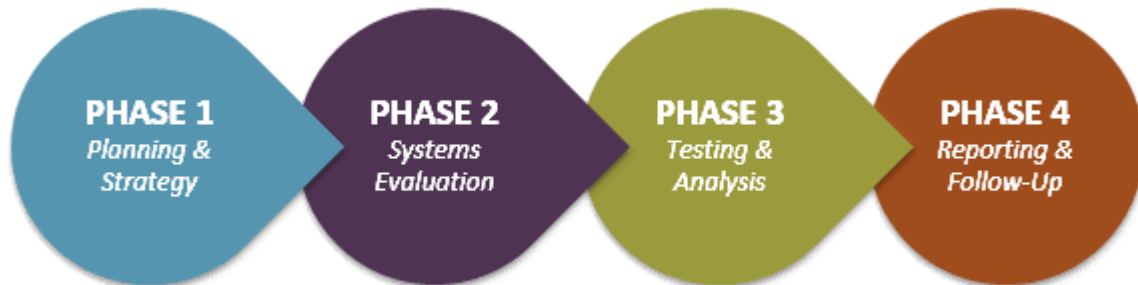 PHASE 1
Planning &
Strategy
PHASE 2
Systems
Evaluation
PHASE 3
Testing &
Analysis
PHASE 4
Reporting &
Follow-Up